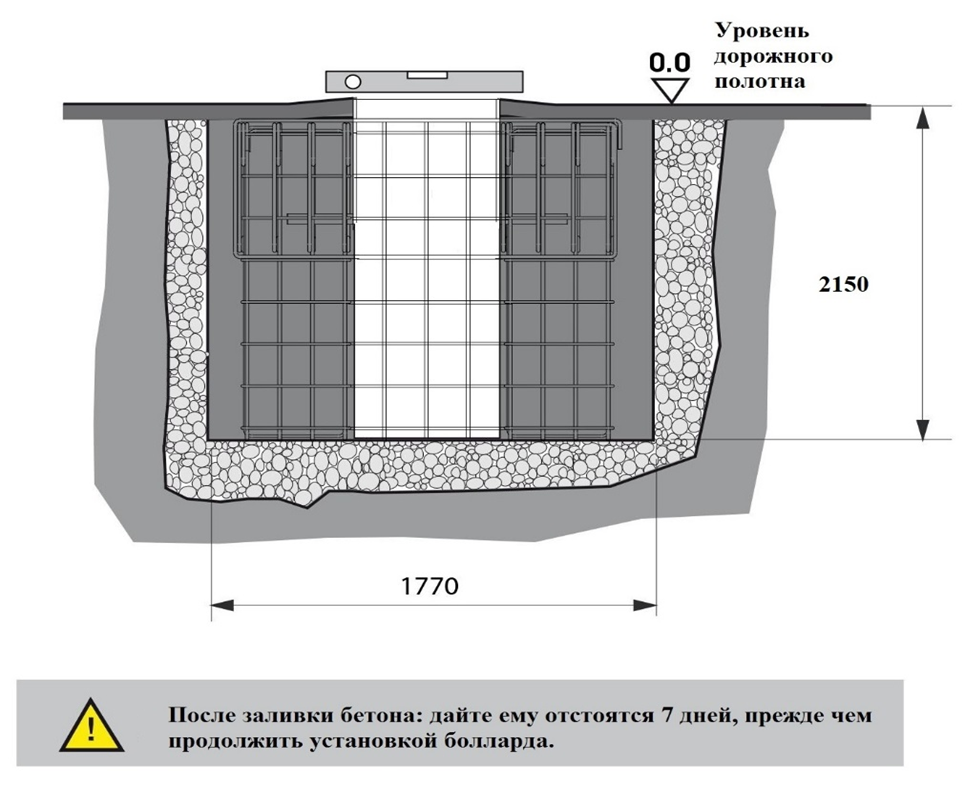 Уровень
дорожного
полотна
0.0
2150
1770
!
После заливки бетона: дайте ему отстоятся 7 дней, прежде чем
продолжить установкой болларда.